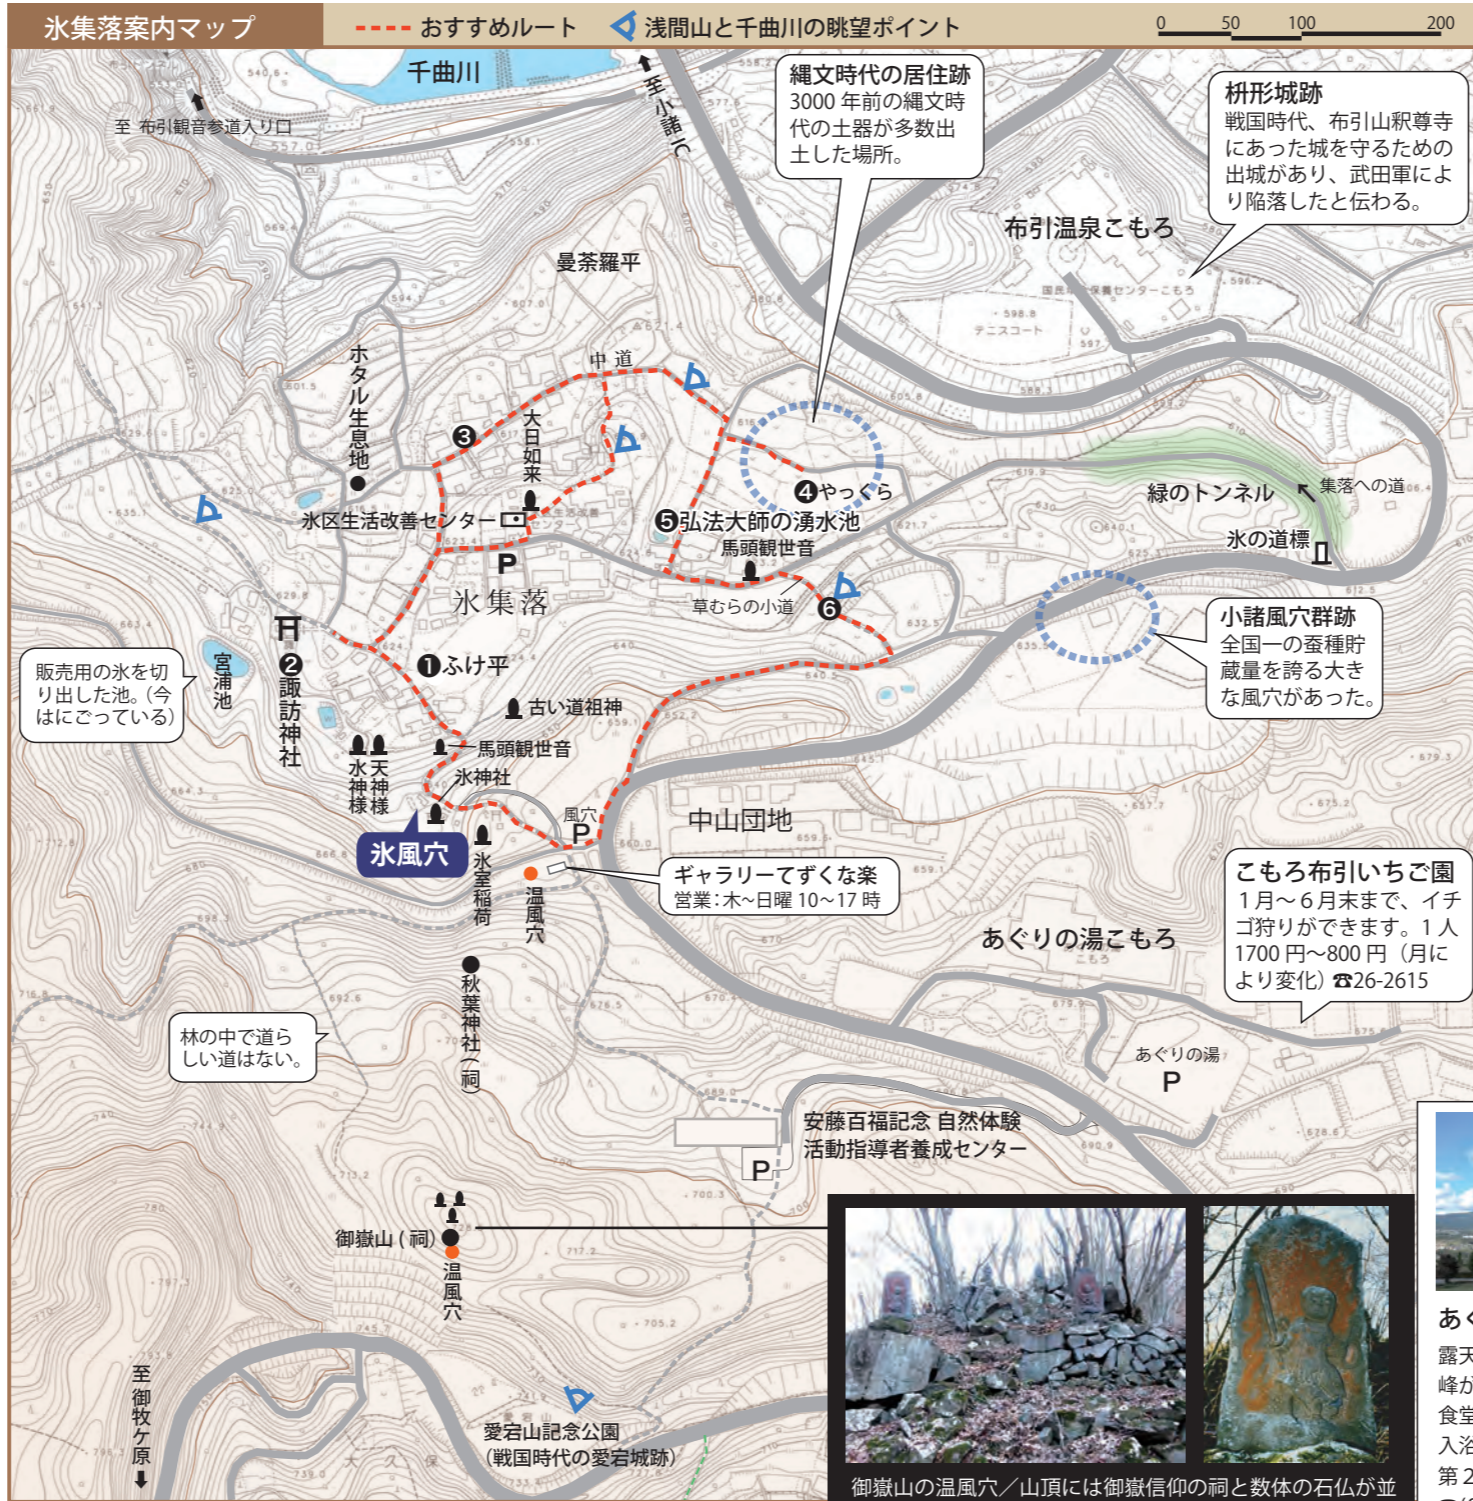 氷集落案内マップ
おすすめルート
浅間山と千曲川の眺望ポイント
0 50 100 200
千曲川
至 小諸IC
至 布引観音参道入り口
縄文時代の居住跡
3000 年前の縄文時
代の土器が多数出
土した場所。
枡形城跡
戦国時代、布引山釈尊寺
にあった城を守るための
出城があり、武田軍によ
り陥落したと伝わる。
布引温泉こもろ
テニスコート
曼荼羅平
中道
ホタル生息地
❸
大日如来
氷区生活改善センター
P
氷集落
❹やっくら
❺弘法大師の湧水池
馬頭観世音
草むらの小道
❻
緑のトンネル
集落への道
氷の道標
小諸風穴群跡
全国一の蚕種貯
蔵量を誇る大き
な風穴があった。
販売用の氷を切
り出した池。（今
はにごっている）
宮浦池
❷諏訪神社
❶ふけ平
古い道祖神
馬頭観世音
水神様
天神様
氷神社
氷風穴
氷室稲荷
風穴
P
温風穴
中山団地
ギャラリーてずくな楽
営業：木〜日曜 10〜17 時
こもろ布引いちご園
1月〜６月末まで、イチ
ゴ狩りができます。1 人
1700 円〜800 円（月に
より変化）☎26-2615
あぐりの湯こもろ
あぐりの湯
P
秋葉神社（祠）
林の中で道ら
しい道はない。
安藤百福記念 自然体験
活動指導者養成センター
P
御嶽山 ( 祠 )
温風穴
至 御牧ケ原
愛宕山記念公園
（戦国時代の愛宕城跡）
大久保
御嶽山の温風穴／山頂には御嶽信仰の祠と数体の石仏が並
あぐ
露天
峰が
食堂
入浴
第２